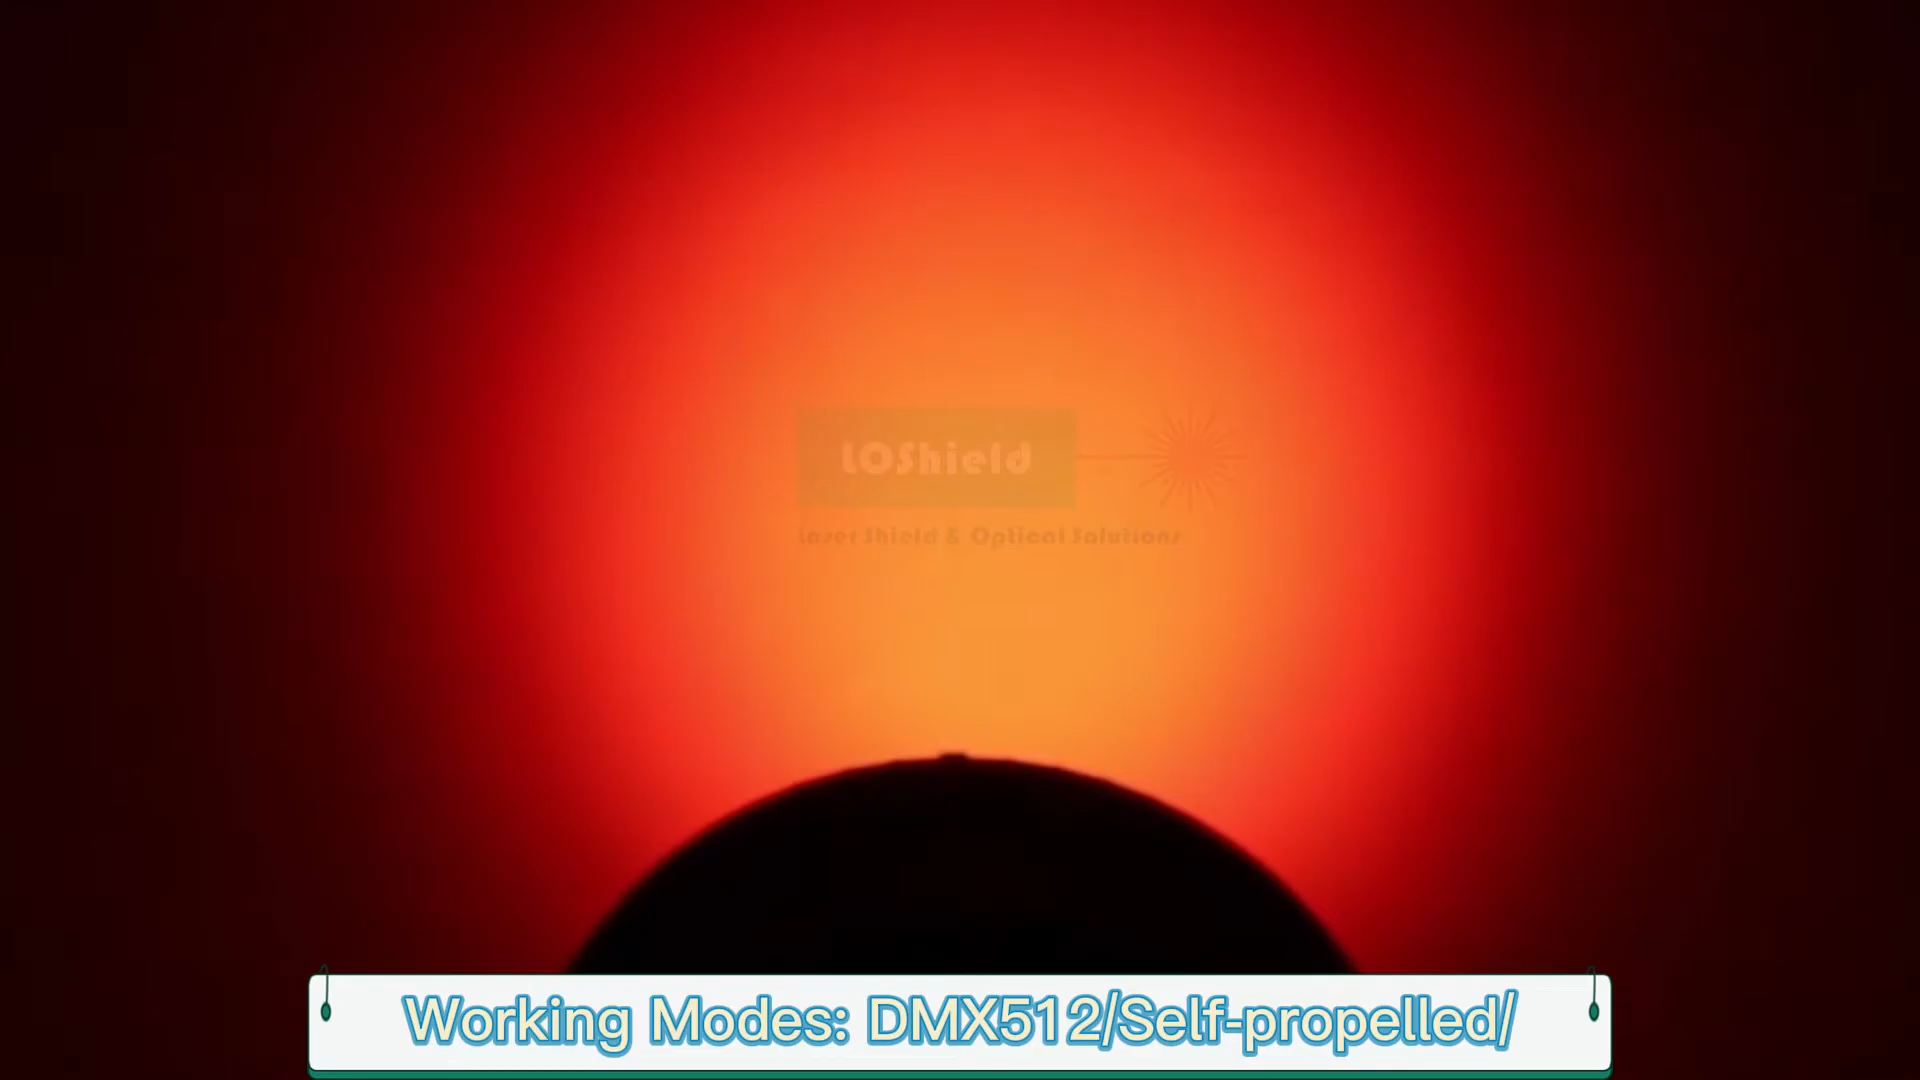 LOShield
Laser Shield & Optical Solutions
Working Modes: DMX512/Self-propelled/